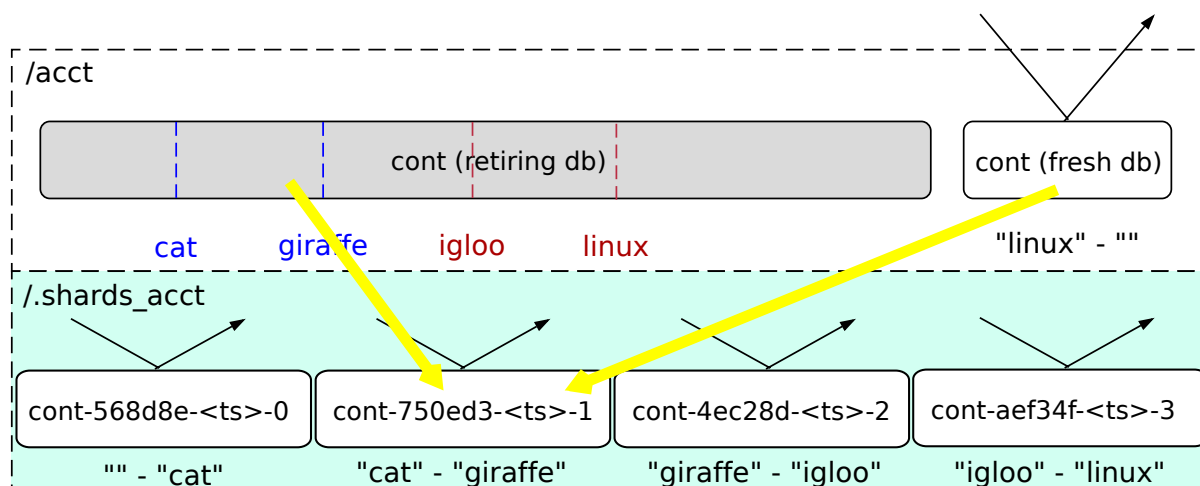 /acct
cont (retiring db)
cont (fresh db)
cat
giraffe
igloo
linux
"linux" - ""
/.shards_acct
cont-568d8e-<ts>-0
cont-750ed3-<ts>-1
cont-4ec28d-<ts>-2
cont-aef34f-<ts>-3
"" - "cat"
"cat" - "giraffe"
"giraffe" - "igloo"
"igloo" - "linux"